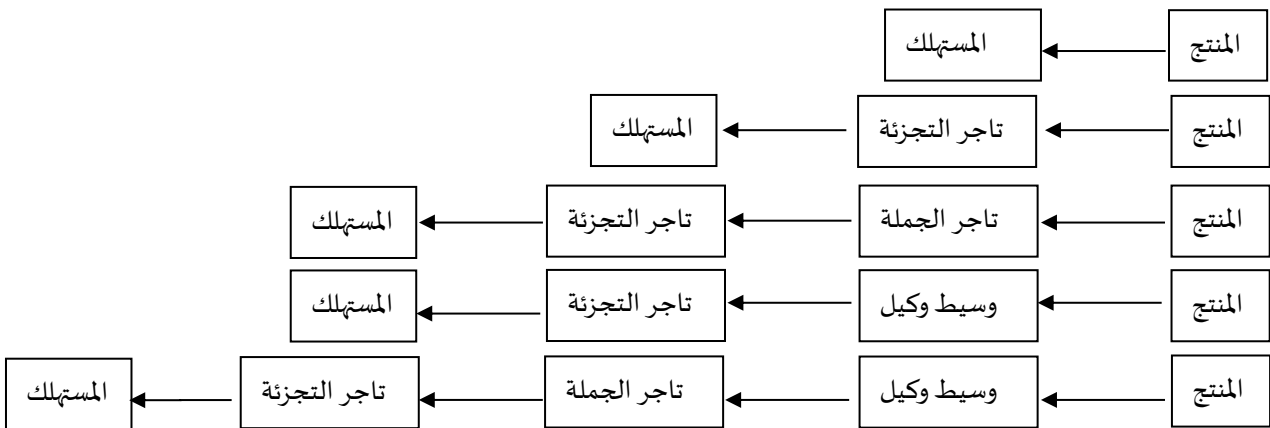 المنتج المستهلك
المنتج تاجر التجزئة المستهلك
المنتج تاجر الجملة تاجر التجزئة المستهلك
المنتج وسيط وكيل تاجر التجزئة المستهلك
المنتج وسيط وكيل تاجر الجملة تاجر التجزئة المستهلك